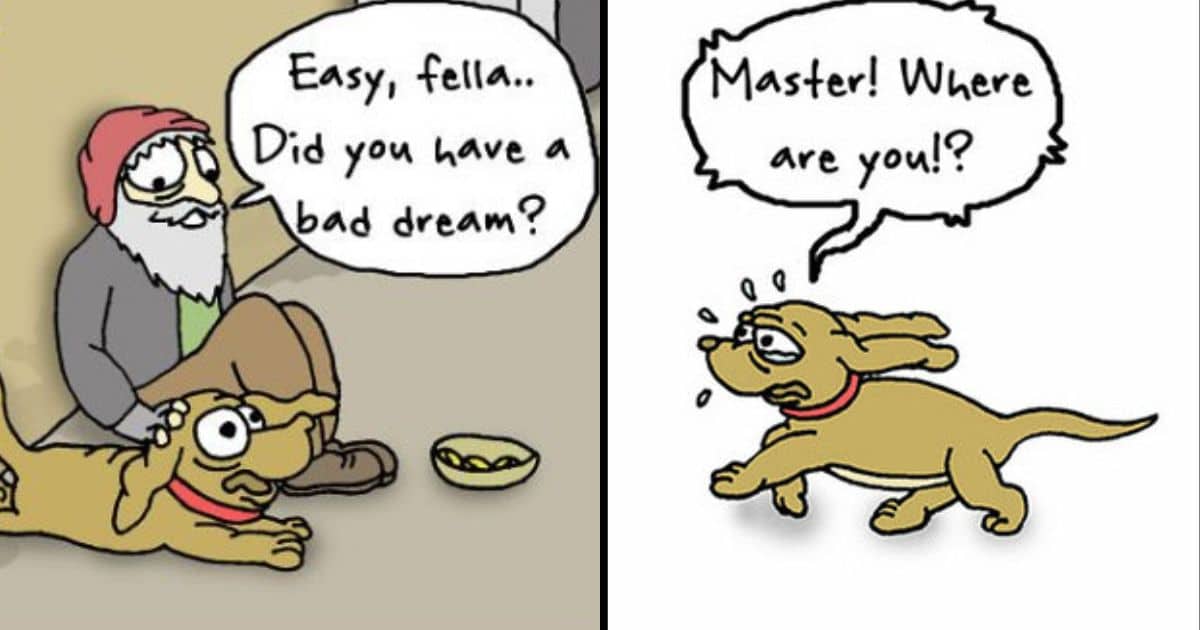 Easy, fella..
Did you have a
bad dream?
Master! Where
are you!?